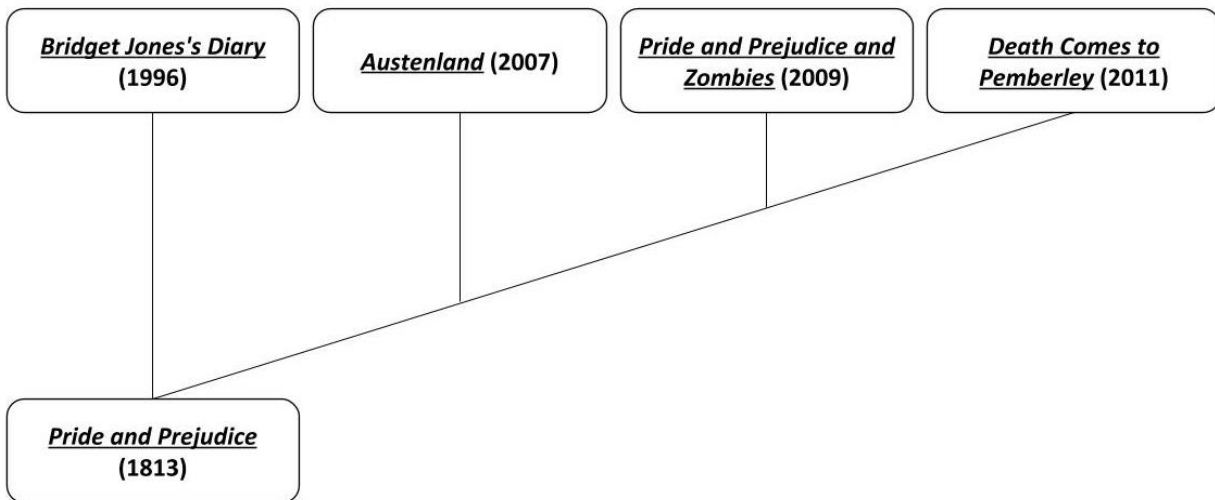 Bridget Jones's Diary
(1996)
Austenland (2007)
Pride and Prejudice and
Zombies (2009)
Death Comes to
Pemberley (2011)
Pride and Prejudice
(1813)